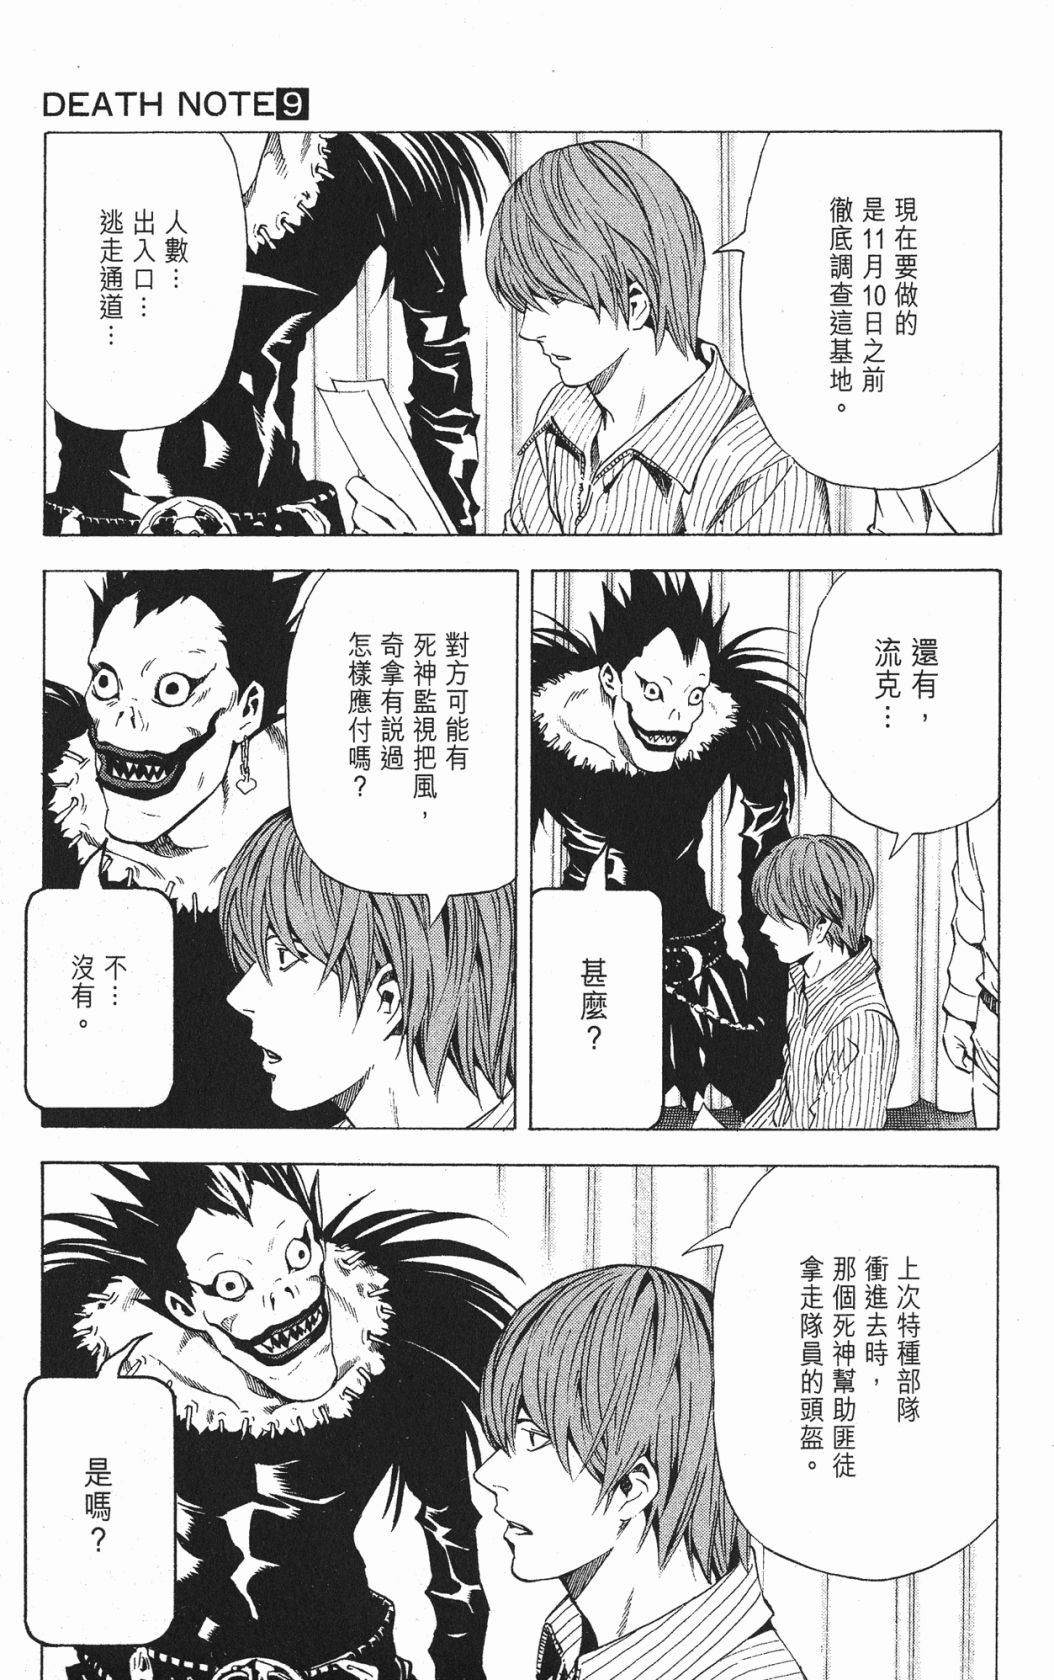 DEATH NOTE 9
現在要做的
是11月10日之前
徹底調查這基地。
人數…
出入口…
逃走通道…
還有,
流克…
甚麼?
對方可能有
死神監視把風,
奇拿有説過
怎樣應付嗎?
不…
沒有。
上次特種部隊
衝進去時,
那個死神幫助匪徒
拿走隊員的頭盔。
是嗎?